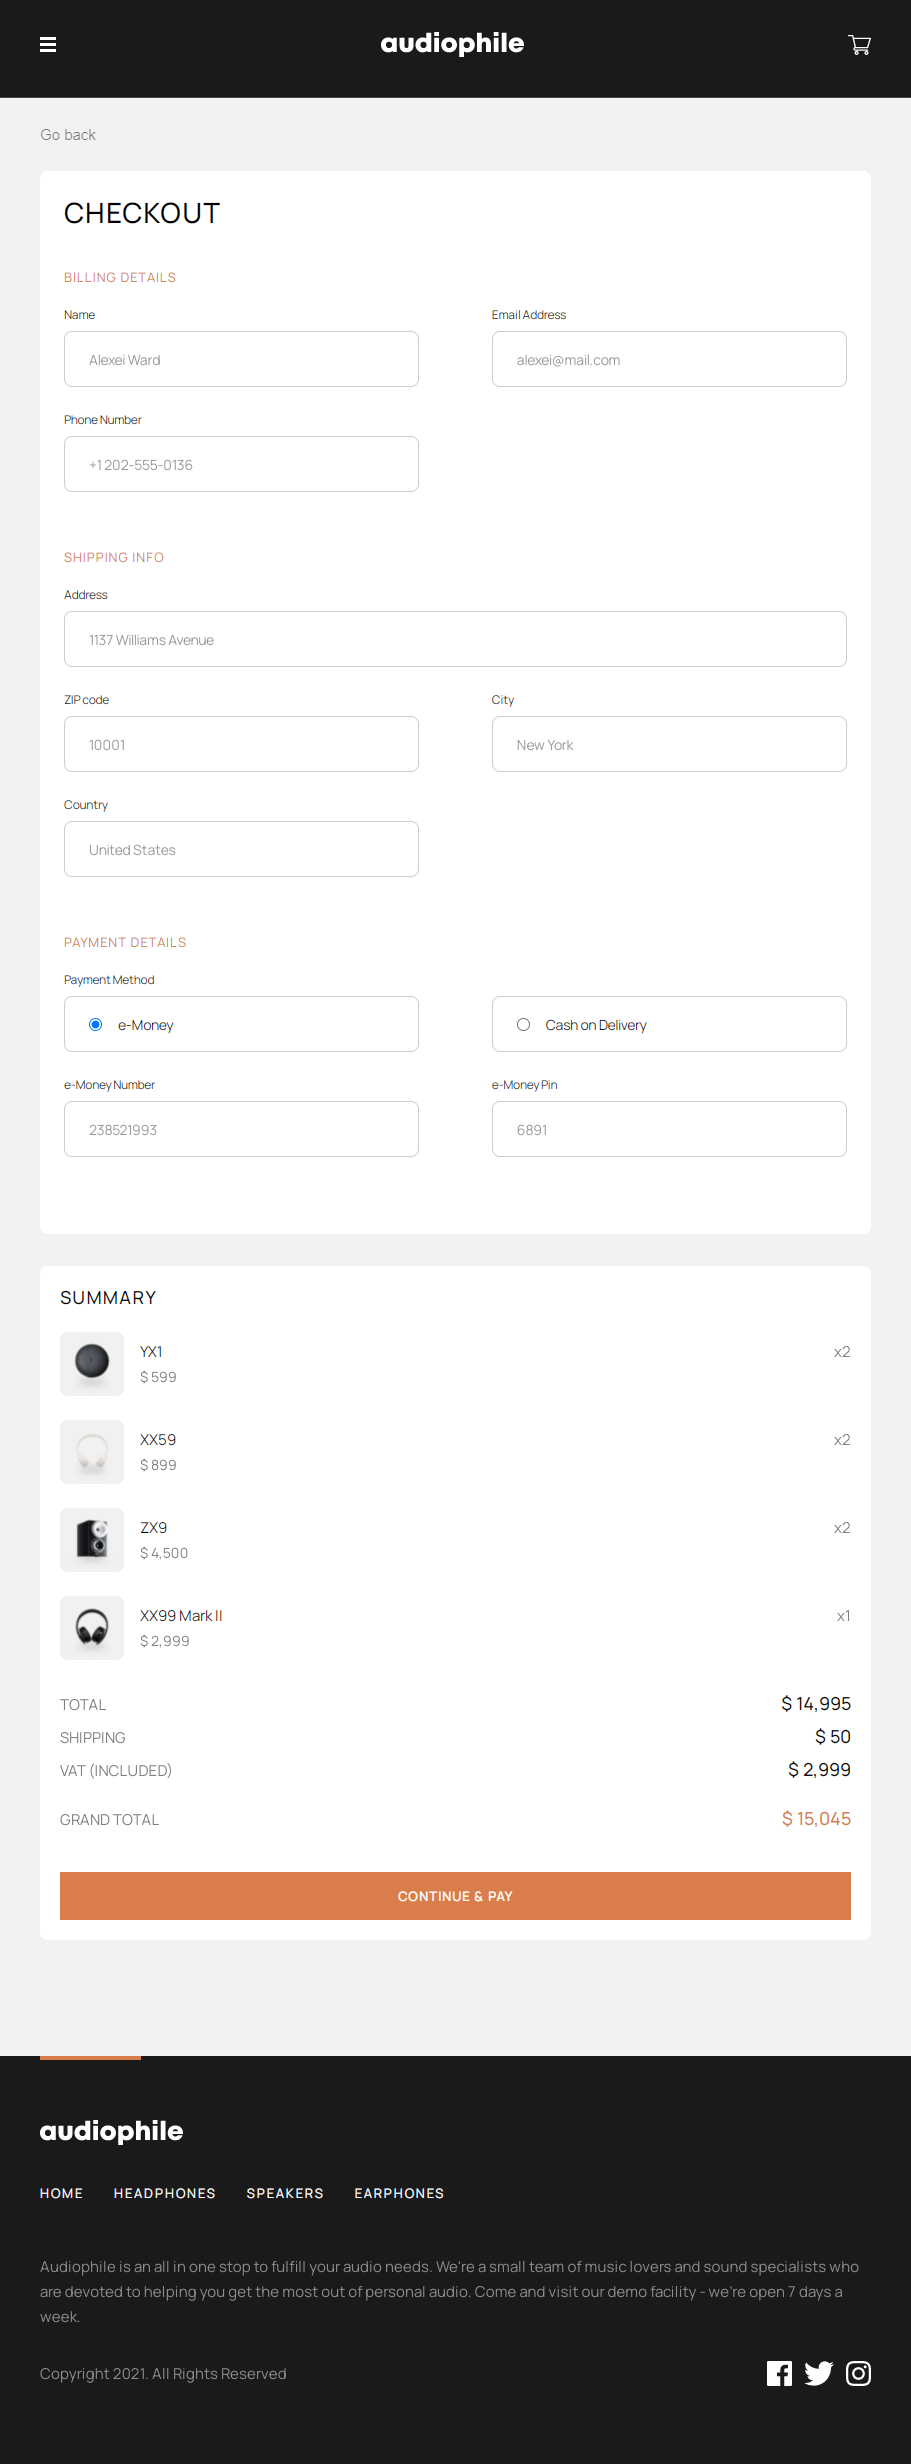 audiophile
Go back
CHECKOUT
BILLING DETAILS
Name Email Address
Alexei Ward alexei@mail.com
Phone Number
+1 202-555-0136
SHIPPING INFO
Address
1137 Williams Avenue
ZIP code City
10001 New York
Country
United States
PAYMENT DETAILS
Payment Method
e-Money Cash on Delivery
e-Money Number e-Money Pin
238521993 6891
SUMMARY
YX1 x2
$ 599
XX59 x2
$ 899
ZX9 x2
$ 4,500
XX99 Mark II x1
$ 2,999
TOTAL $ 14,995
SHIPPING $ 50
VAT (INCLUDED) $ 2,999
GRAND TOTAL $ 15,045
CONTINUE & PAY
audiophile
HOME HEADPHONES SPEAKERS EARPHONES
Audiophile is an all in one stop to fulfill your audio needs. We're a small team of music lovers and sound specialists who
are devoted to helping you get the most out of personal audio. Come and visit our demo facility - we're open 7 days a
week.
Copyright 2021. All Rights Reserved